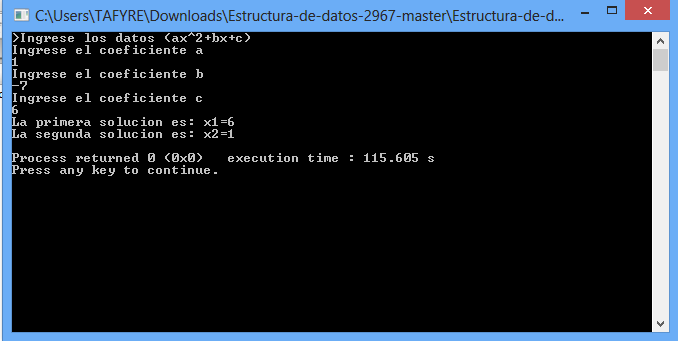 C:\Users\TAFYRE\Downloads\Estructura-de-datos-2967-master\Estructura-de-d...
>Ingrese los datos (ax^2+bx+c)
Ingrese el coeficiente a
1
Ingrese el coeficiente b
-7
Ingrese el coeficiente c
6
La primera solucion es: x1=6
La segunda solucion es: x2=1
Process returned 0 (0x0)   execution time : 115.605 s
Press any key to continue.